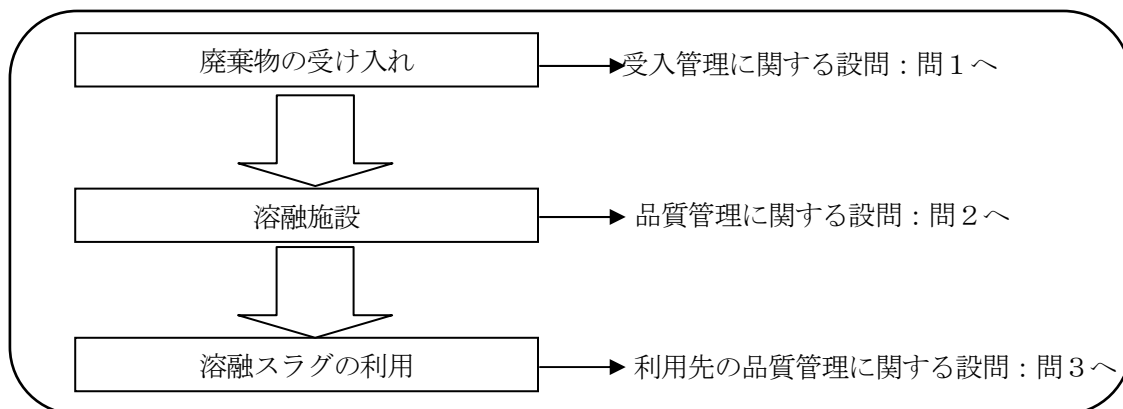 廃棄物の受け入れ
受入管理に関する設問：問１へ
溶融施設
品質管理に関する設問：問２へ
溶融スラグの利用
利用先の品質管理に関する設問：問３へ